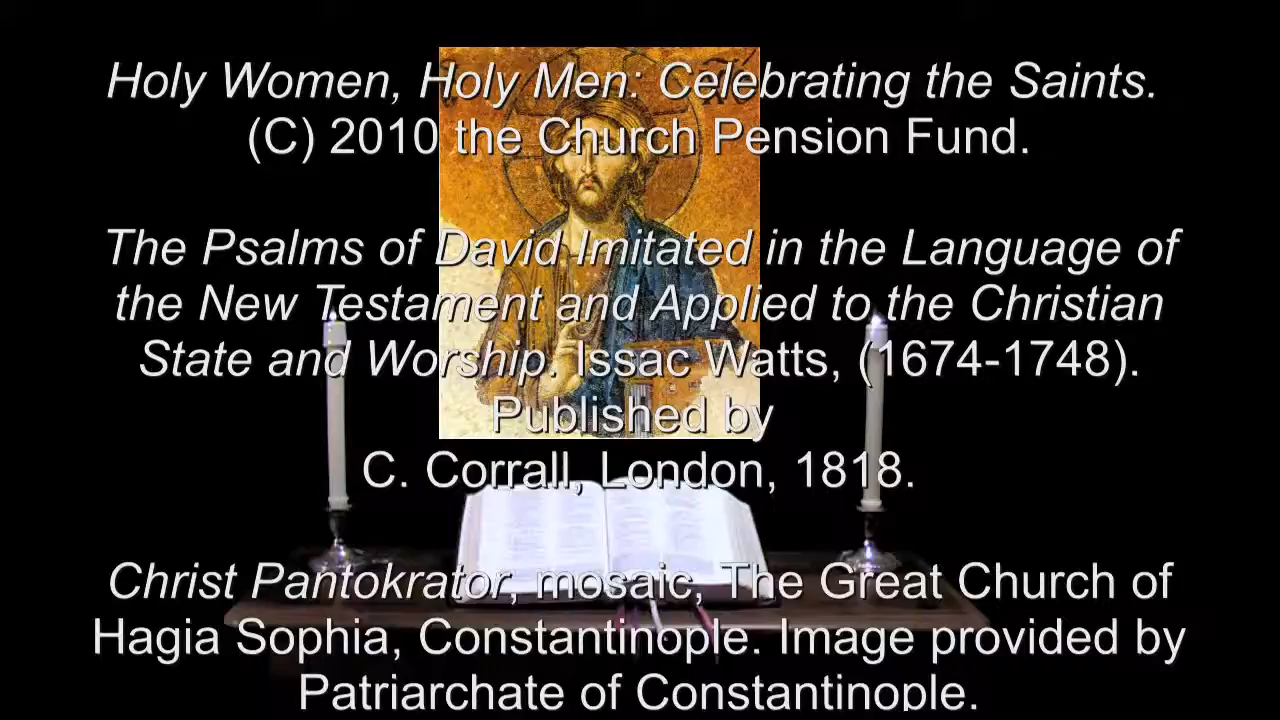 Holy Women, Holy Men: Celebrating the Saints.
(C) 2010 the Church Pension Fund.
The Psalms of David Imitated in the Language of
the New Testament and Applied to the Christian
State and Worship. Issac Watts, (1674-1748).
Published by
C. Corrall, London, 1818.
Christ Pantokrator, mosaic, The Great Church of
Hagia Sophia, Constantinople. Image provided by
Patriarchate of Constantinople.